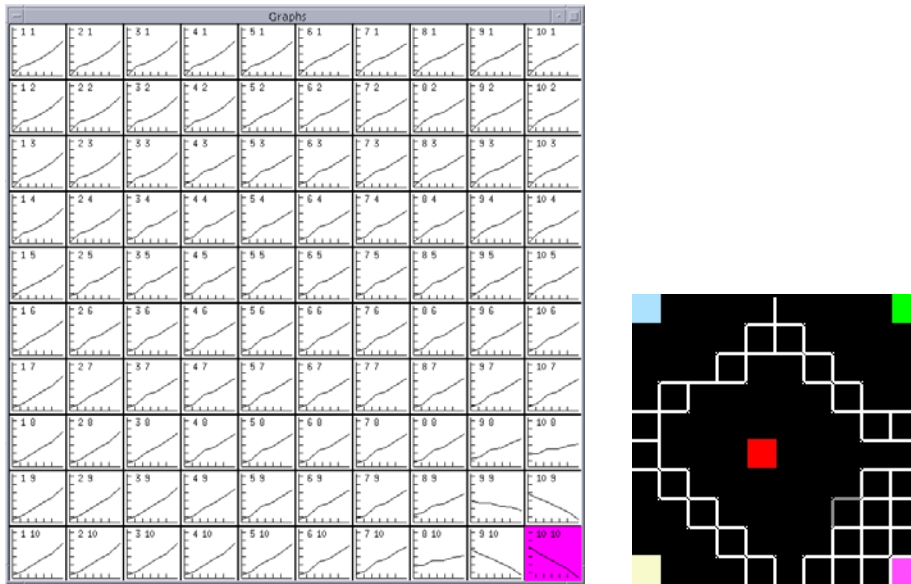 Graphs
1 1 2 1 3 1 4 1 5 1 6 1 7 1 8 1 9 1 10 1
1 2 2 2 3 2 4 2 5 2 6 2 7 2 8 2 9 2 10 2
1 3 2 3 3 3 4 3 5 3 6 3 7 3 8 3 9 3 10 3
1 4 2 4 3 4 4 4 5 4 6 4 7 4 8 4 9 4 10 4
1 5 2 5 3 5 4 5 5 5 6 5 7 5 8 5 9 5 10 5
1 6 2 6 3 6 4 6 5 6 6 6 7 6 8 6 9 6 10 6
1 7 2 7 3 7 4 7 5 7 6 7 7 7 8 7 9 7 10 7
1 8 2 8 3 8 4 8 5 8 6 8 7 8 8 8 9 8 10 8
1 9 2 9 3 9 4 9 5 9 6 9 7 9 8 9 9 9 10 9
1 10 2 10 3 10 4 10 5 10 6 10 7 10 8 10 9 10 10 10